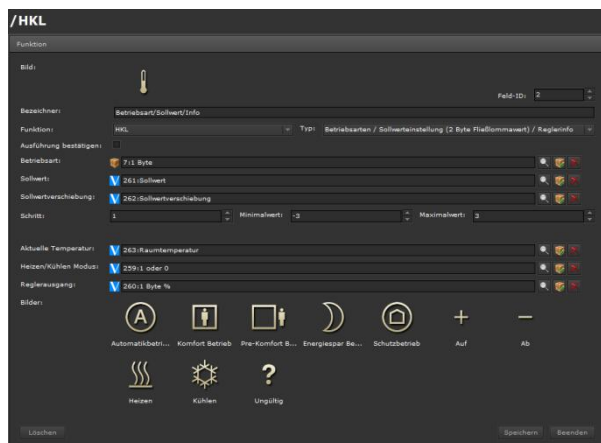 /HKL
Funktion
Bild:
Feld-ID: 2
Bezeichner: Betriebsart/Sollwert/Info
Funktion: HKL Typ: Betriebsarten / Sollwerteinstellung (2 Byte Fließlommawert) / Reglerinfo
Ausführung bestätigen:
Betriebsart: 7:1 Byte
Sollwert: V 261:Sollwert
Sollwertverschiebung: V 262:Sollwertverschiebung
Schritt: 1 Minimalwert: -3 Maximalwert: 3
Aktuelle Temperatur: V 263:Raumtemperatur
Heizen/Kühlen Modus: V 259:1 oder 0
Reglerausgang: V 260:1 Byte %
Bilder:
A
Automatikbetri... Komfort Betrieb Pre-Komfort B... Energiespar Be... Schutzbetrieb Auf Ab
?
Heizen Kühlen Ungültig
Löschen Speichern Beenden